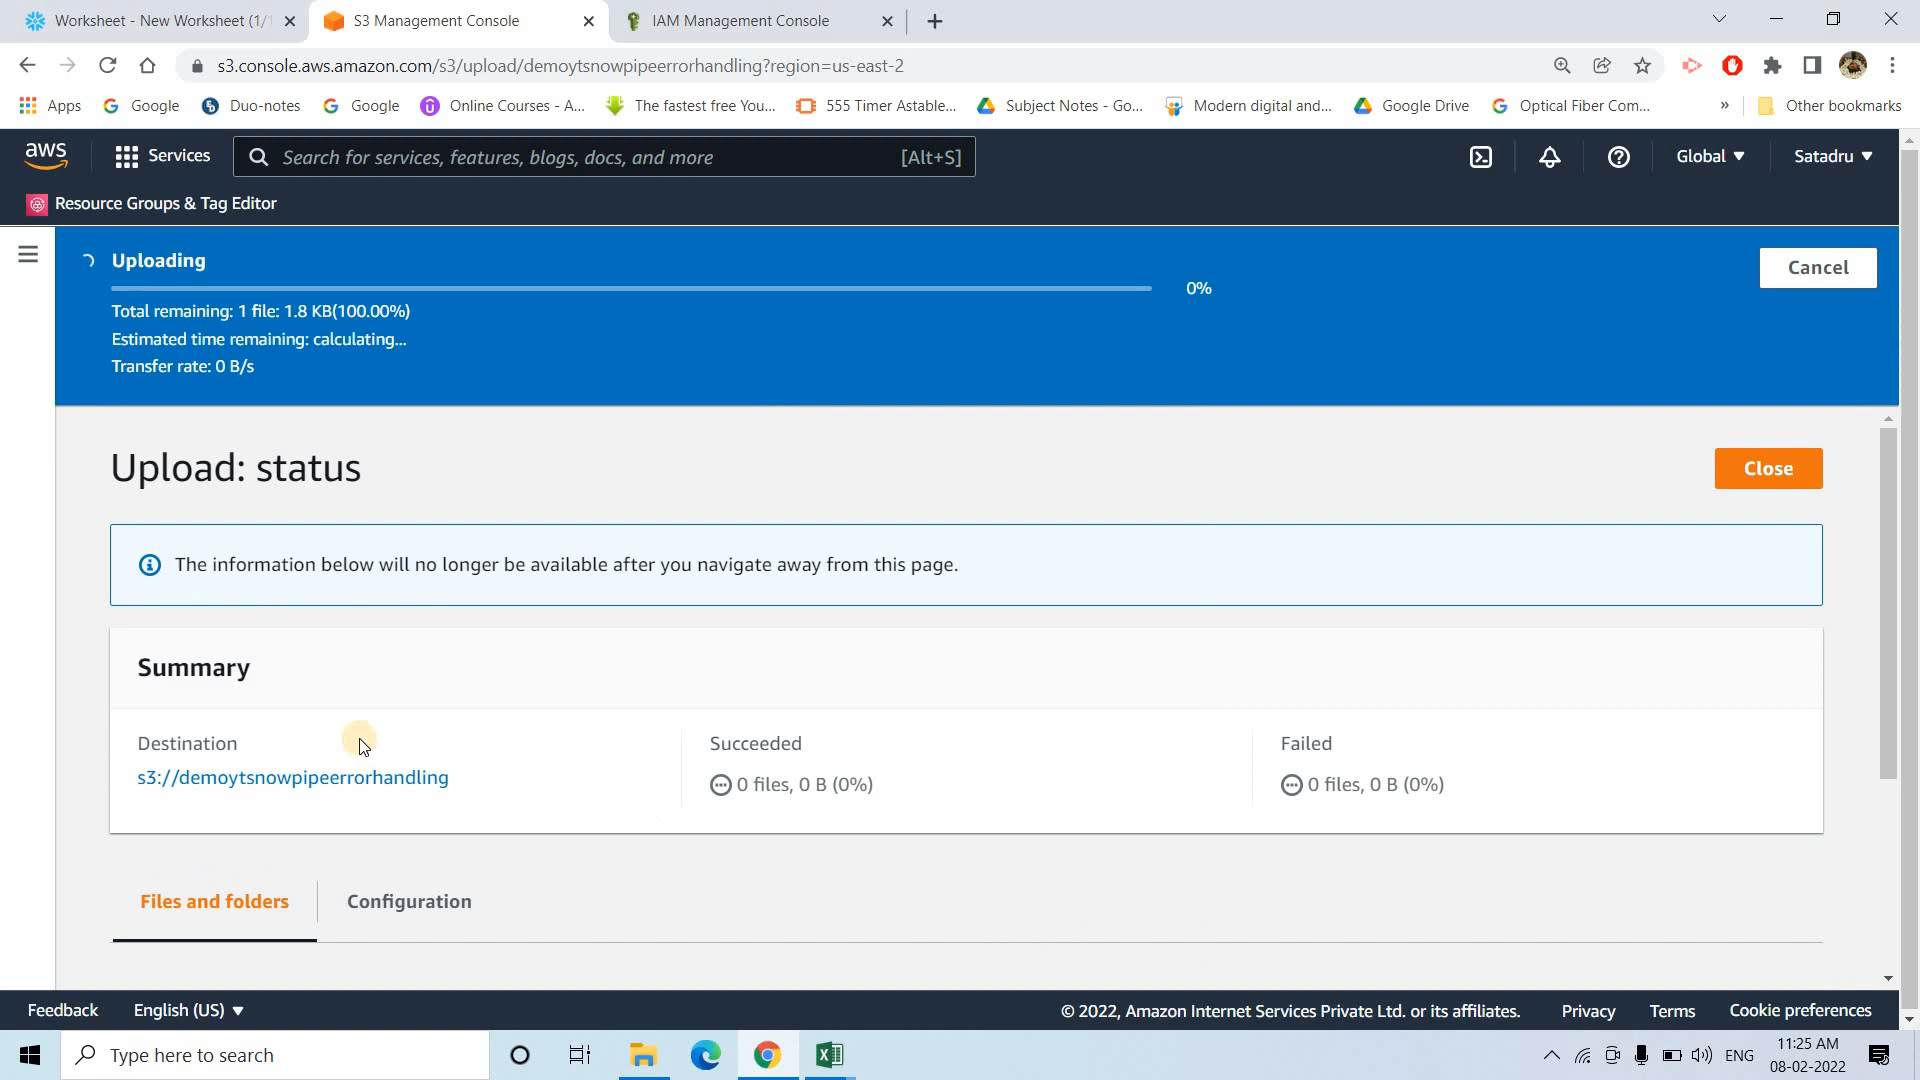 Worksheet - New Worksheet (1/
S3 Management Console
IAM Management Console
s3.console.aws.amazon.com/s3/upload/demoytsnowpipeerrorhandling?region=us-east-2
Apps
Google
Duo-notes
Google
Online Courses - A...
The fastest free You...
555 Timer Astable...
Subject Notes - Go...
Modern digital and...
Google Drive
Optical Fiber Com...
»
Other bookmarks
aws
Services
Search for services, features, blogs, docs, and more
[Alt+S]
Global
Satadru
Resource Groups & Tag Editor
Uploading
0%
Cancel
Total remaining: 1 file: 1.8 KB(100.00%)
Estimated time remaining: calculating...
Transfer rate: 0 B/s
Upload: status
Close
The information below will no longer be available after you navigate away from this page.
Summary
Destination
s3://demoytsnowpipeerrorhandling
Succeeded
0 files, 0 B (0%)
Failed
0 files, 0 B (0%)
Files and folders
Configuration
Feedback
English (US)
© 2022, Amazon Internet Services Private Ltd. or its affiliates.
Privacy
Terms
Cookie preferences
Type here to search
ENG
11:25 AM
08-02-2022